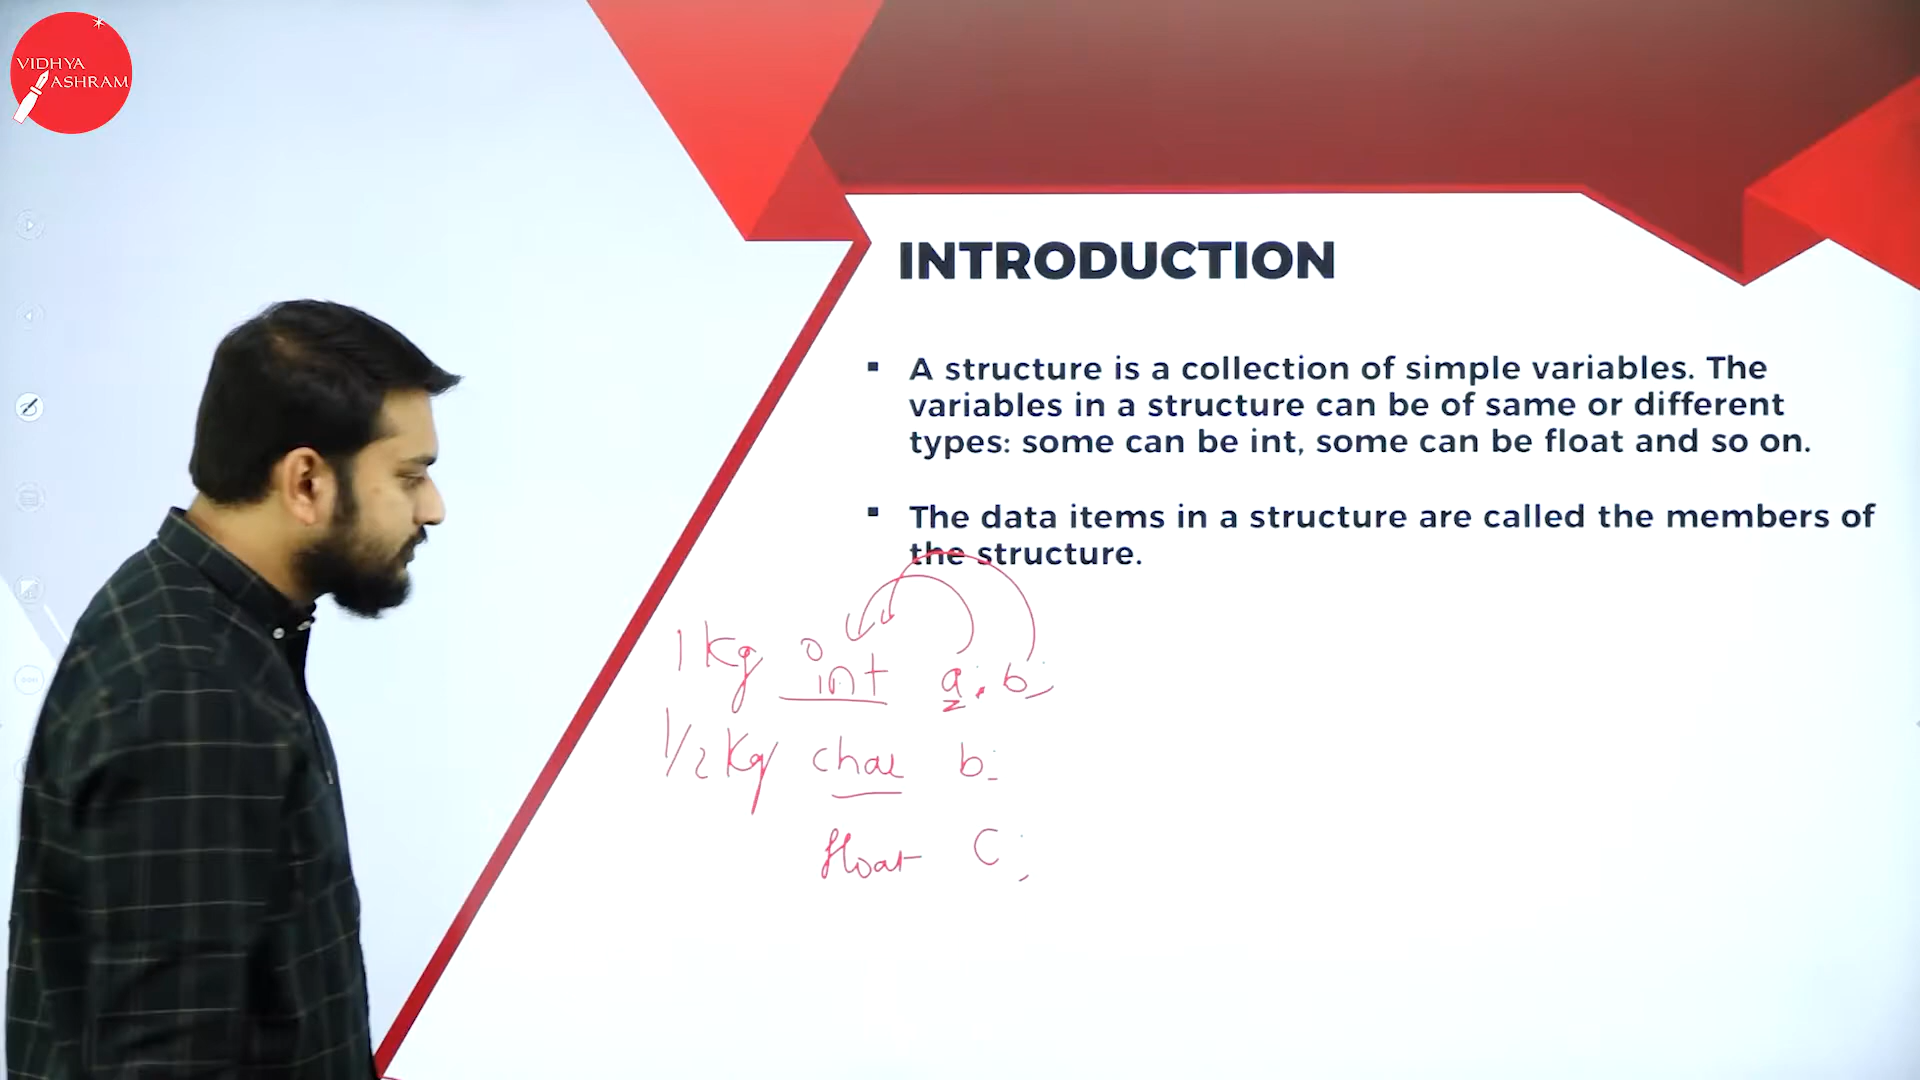 VIDHYA
ASHRAM
INTRODUCTION
▪ A structure is a collection of simple variables. The
variables in a structure can be of same or different
types: some can be int, some can be float and so on.
▪ The data items in a structure are called the members of
the structure.
1 Kg int a; b;
1/2 Kg char b;
float C;